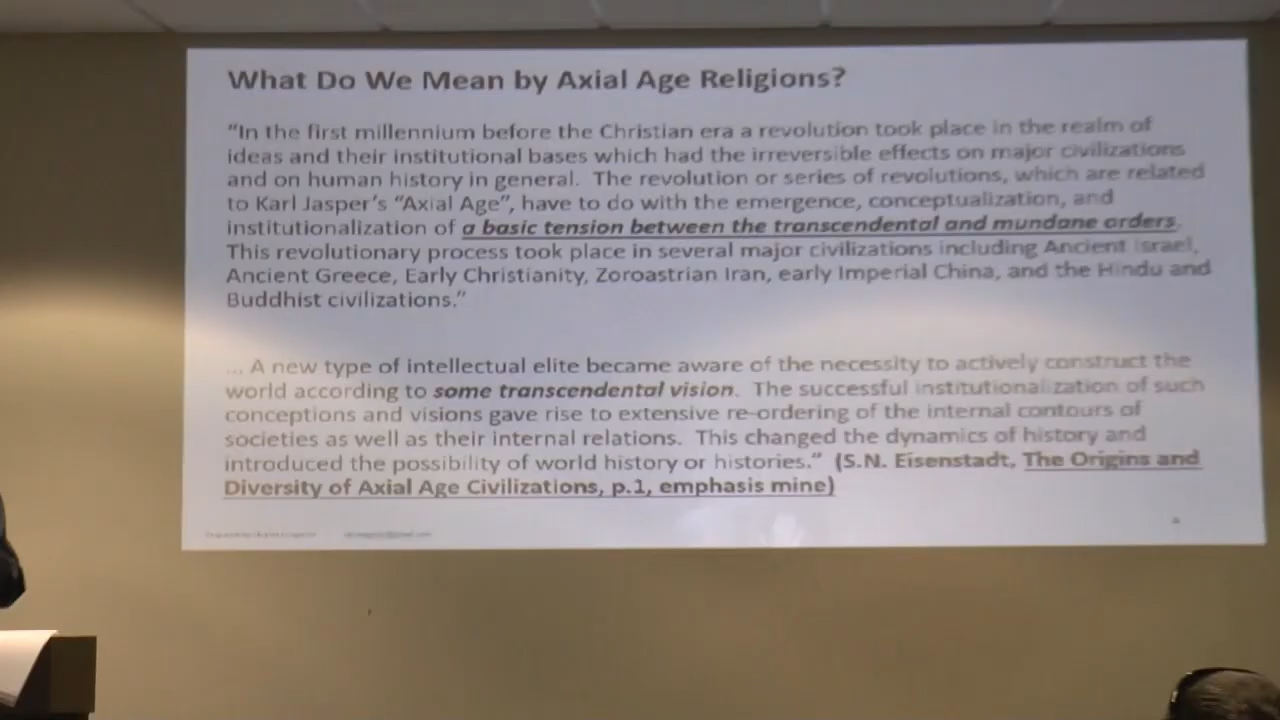 What Do We Mean by Axial Age Religions?
“In the first millennium before the Christian era a revolution took place in the realm of
ideas and their institutional bases which had the irreversible effects on major civilizations
and on human history in general. The revolution or series of revolutions, which are related
to Karl Jasper’s “Axial Age”, have to do with the emergence, conceptualization, and
institutionalization of a basic tension between the transcendental and mundane orders.
This revolutionary process took place in several major civilizations including Ancient Israel,
Ancient Greece, Early Christianity, Zoroastrian Iran, early Imperial China, and the Hindu and
Buddhist civilizations.”
... A new type of intellectual elite became aware of the necessity to actively construct the
world according to some transcendental vision. The successful institutionalization of such
conceptions and visions gave rise to extensive re-ordering of the internal contours of
societies as well as their internal relations. This changed the dynamics of history and
introduced the possibility of world history or histories.” (S.N. Eisenstadt, The Origins and
Diversity of Axial Age Civilizations, p.1, emphasis mine)